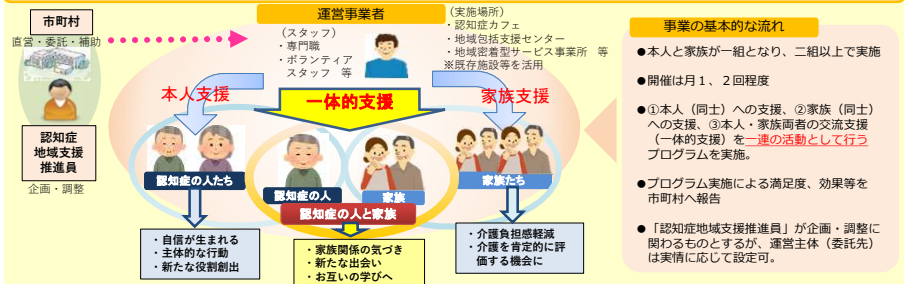 市町村
直営・委託・補助
認知症
地域支援
推進員
企画・調整
運営事業者
（スタッフ）
・専門職
・ボランティア
スタッフ　等
（実施場所）
・認知症カフェ
・地域包括支援センター
・地域密着型サービス事業所　等
※既存施設等を活用
本人支援
一体的支援
家族支援
認知症の人たち
認知症の人
家族
認知症の人と家族
家族たち
・自信が生まれる
・主体的な行動
・新たな役割創出
・家族関係の気づき
・新たな出会い
・お互いの学びへ
・介護負担感軽減
・介護を肯定的に評
価する機会に
事業の基本的な流れ
●本人と家族が一組となり、二組以上で実施
●開催は月１、２回程度
●①本人（同士）への支援、②家族（同士）
への支援、③本人・家族両者の交流支援
（一体的支援）を一連の活動として行う
プログラムを実施。
●プログラム実施による満足度、効果等を
市町村へ報告
●「認知症地域支援推進員」が企画・調整に
関わるものとするが、運営主体（委託先）
は実情に応じて設定可。